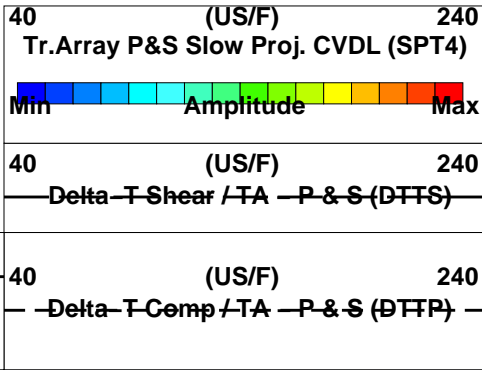 40 (US/F) 240
Tr.Array P&S Slow Proj. CVDL (SPT4)
Min Amplitude Max
40 (US/F) 240
Delta-T Shear / TA - P & S (DTTS)
40 (US/F) 240
Delta-T Comp / TA - P & S (DTTP)